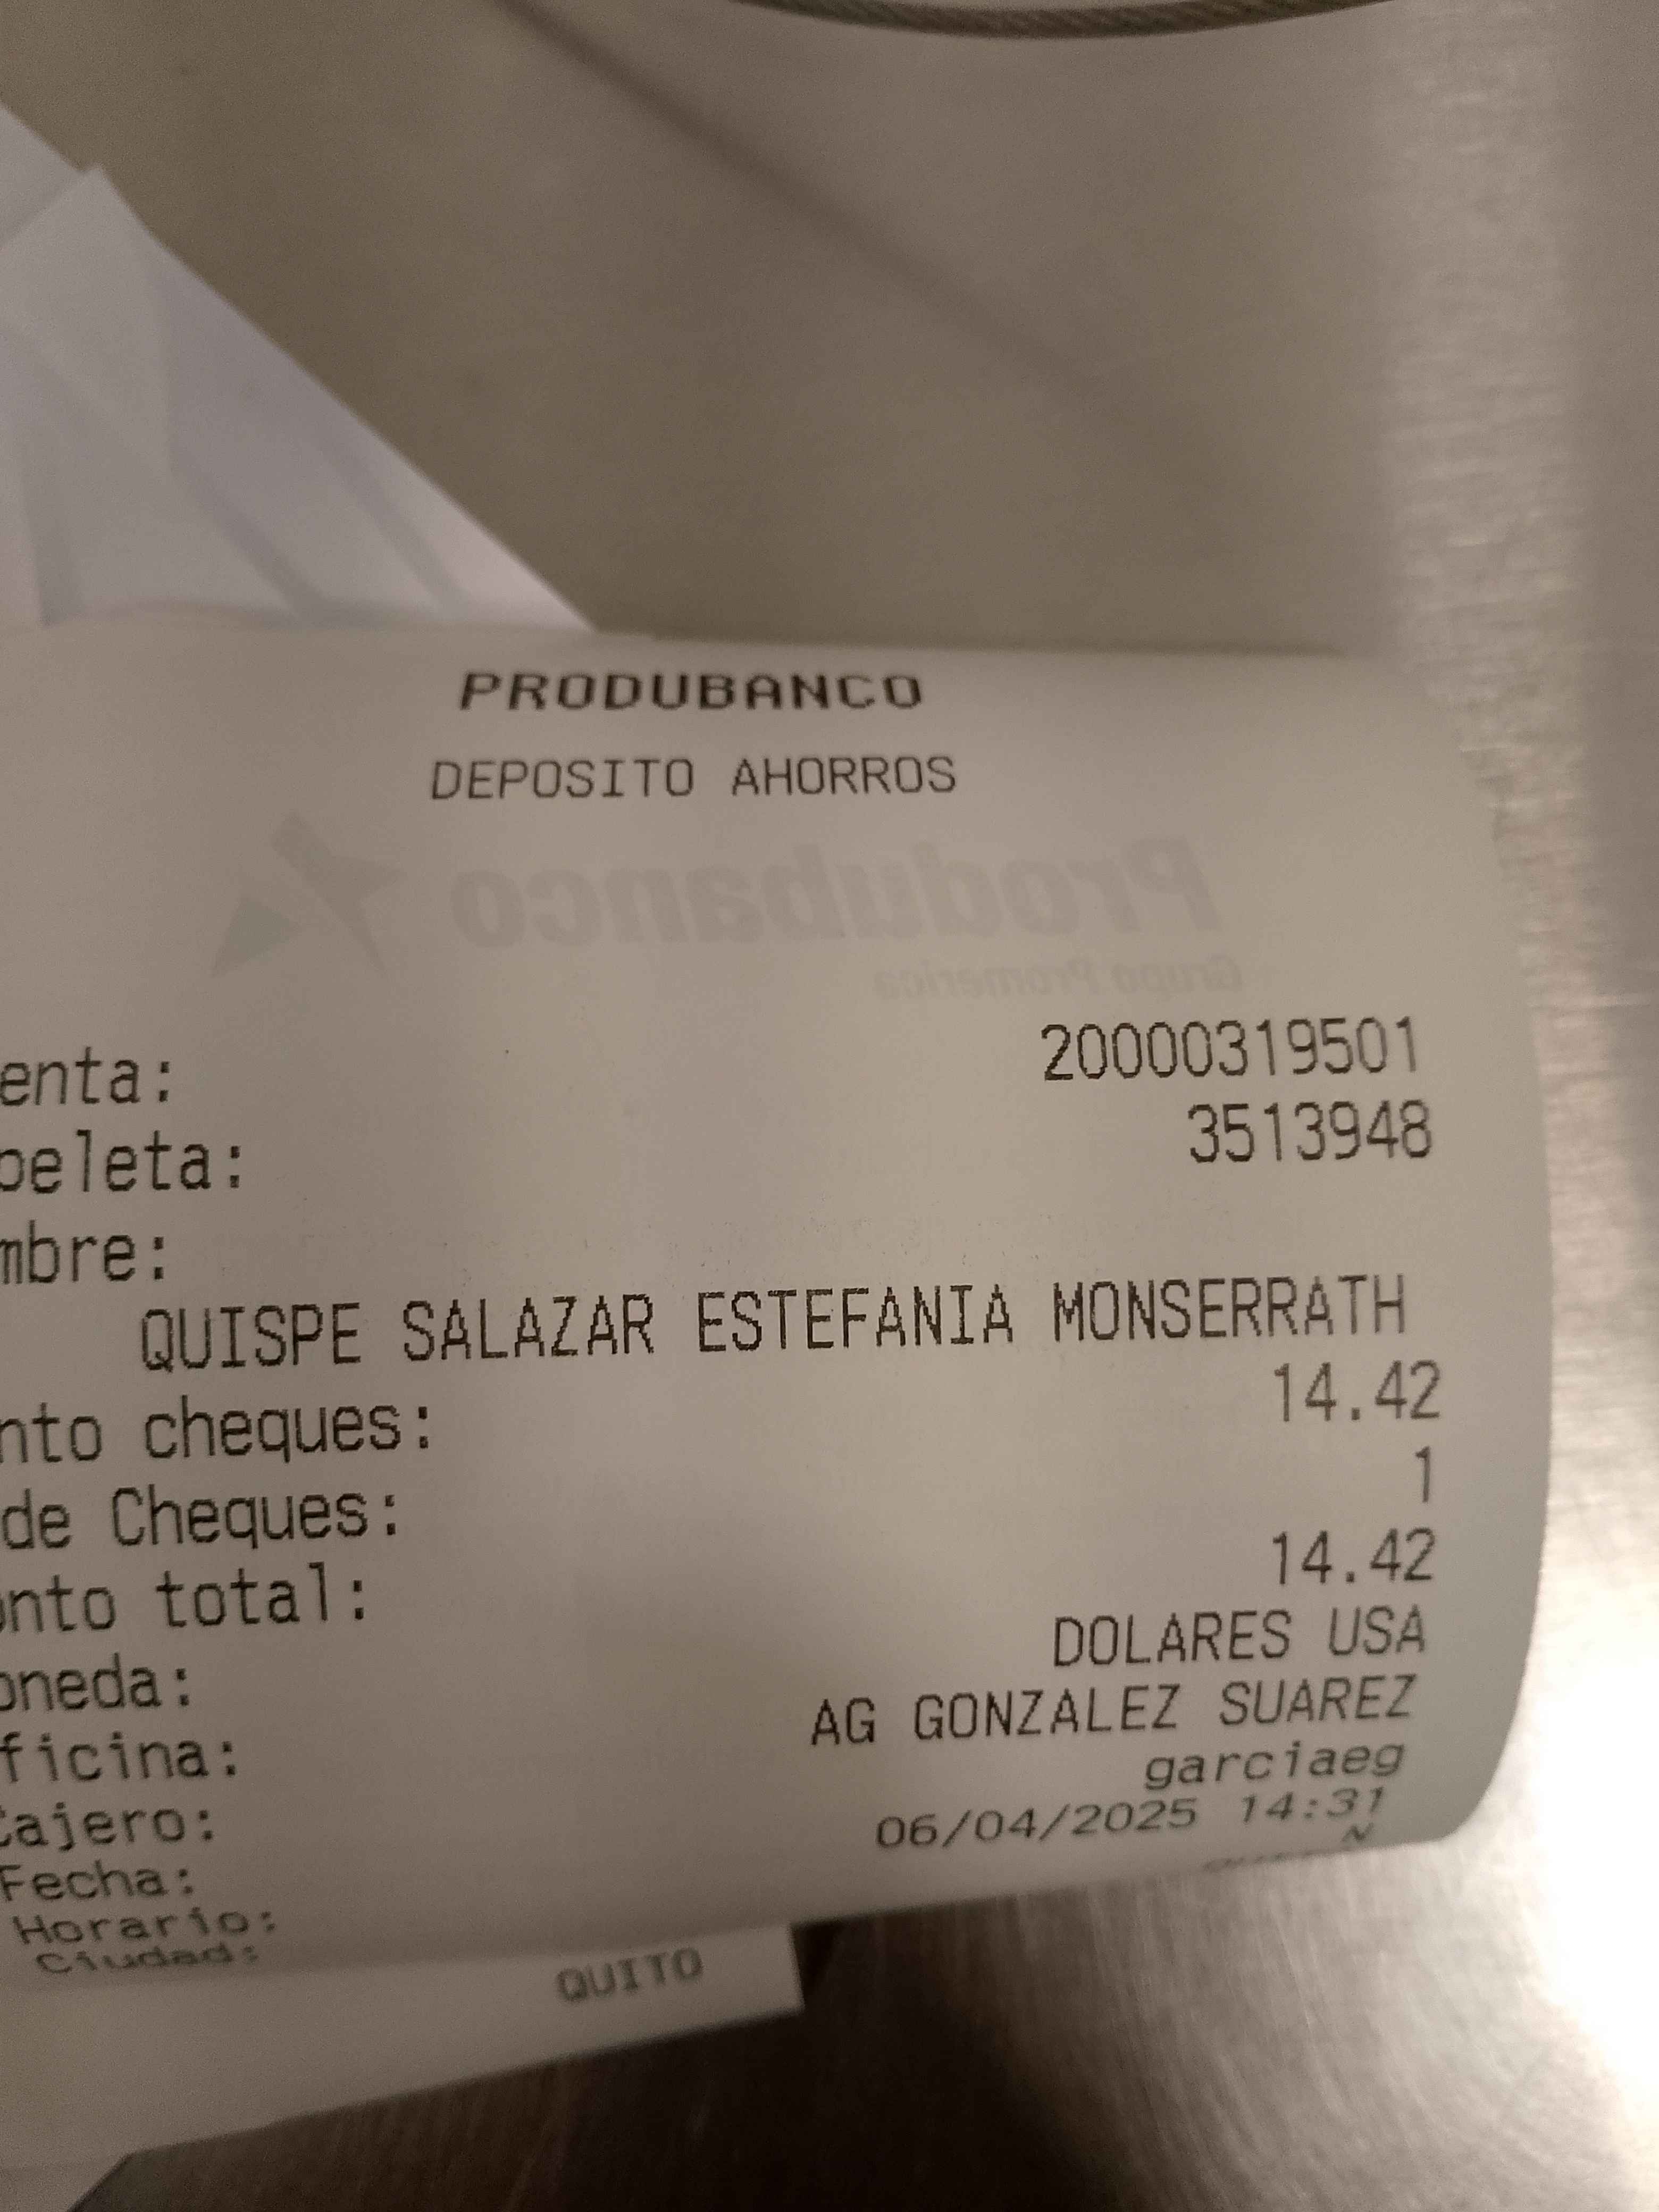 PRODUBANCO
DEPOSITO AHORROS
Produbanco
Grupo Promerica
enta: 20000319501
peleta: 3513948
mbre:
QUISPE SALAZAR ESTEFANIA MONSERRATH
nto cheques: 14.42
de Cheques: 1
onto total: 14.42
oneda: DOLARES USA
ficina: AG GONZALEZ SUAREZ
Cajero: garciaeg
Fecha: 06/04/2025 14:31
Horario: N
Ciudad:
QUITO